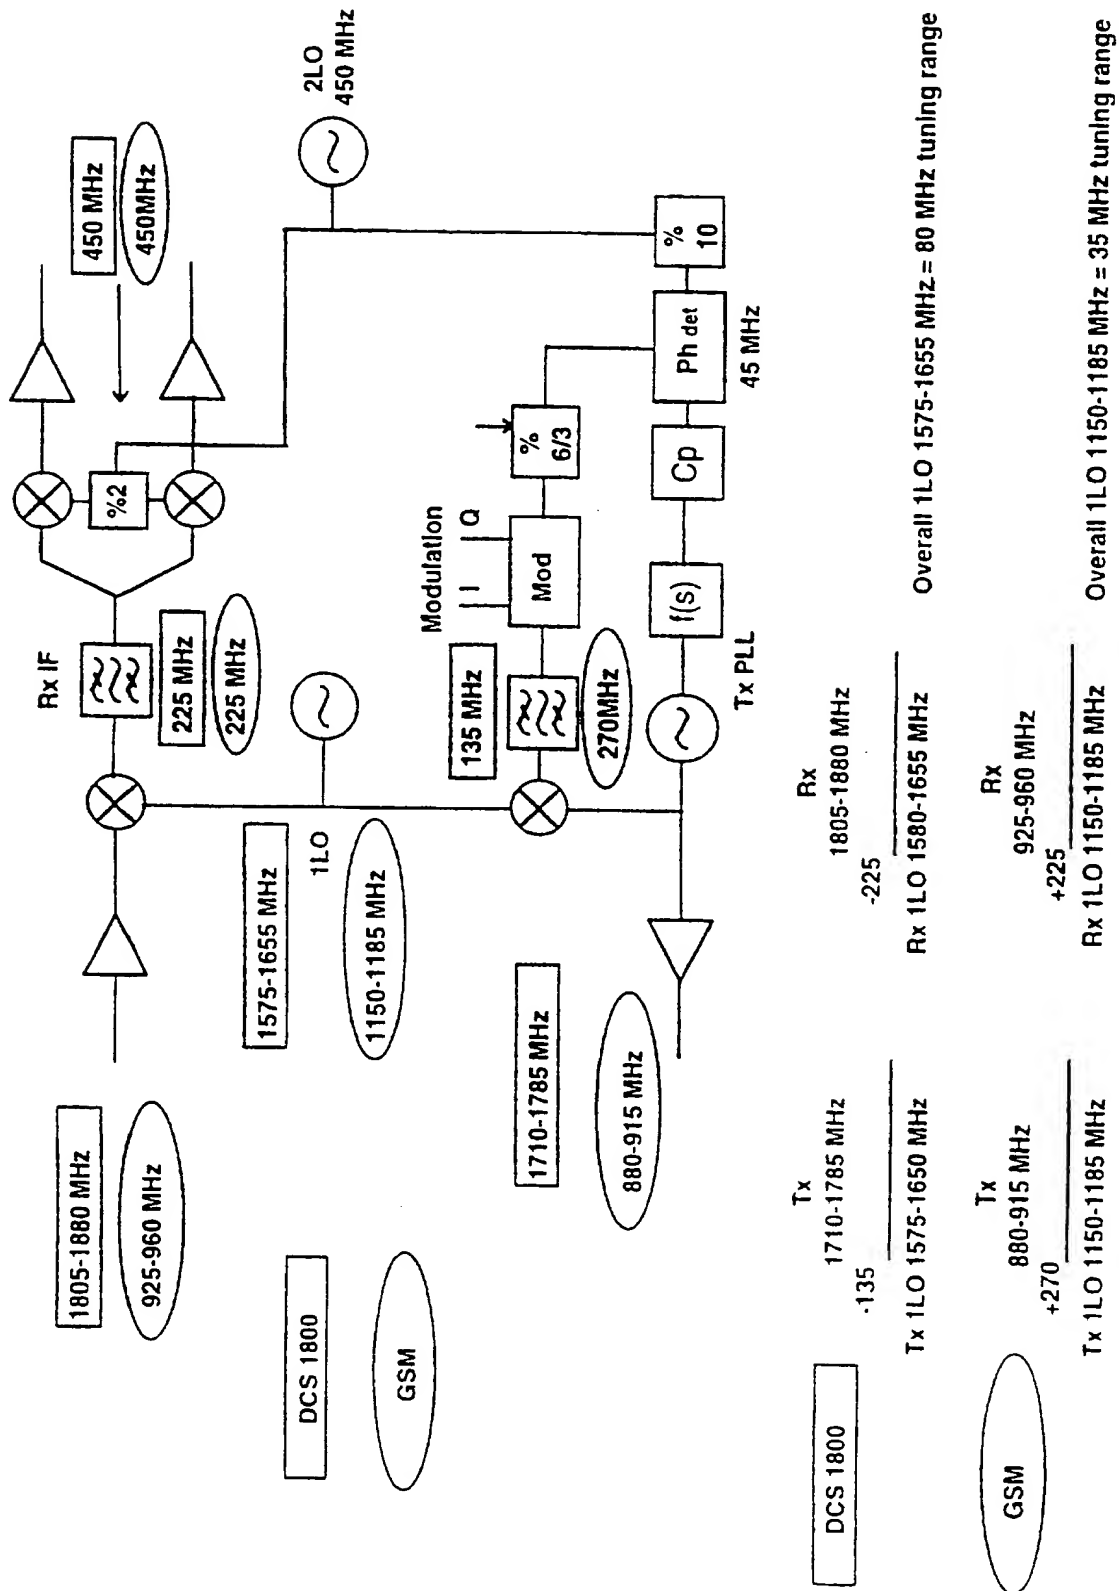 1805-1880 MHz
925-960 MHz
DCS 1800
GSM
Rx IF
225 MHz
225 MHz
%2
450 MHz
450MHz
2LO
450 MHz
1575-1655 MHz
1LO
1150-1185 MHz
Modulation
I Q
135 MHz
270MHz
Mod
%
6/3
1710-1785 MHz
880-915 MHz
Tx PLL
f(s)
Cp
Ph det
45 MHz
%
10
DCS 1800
Tx
1710-1785 MHz
-135
Tx 1LO 1575-1650 MHz
Rx
1805-1880 MHz
-225
Rx 1LO 1580-1655 MHz
Overall 1LO 1575-1655 MHz = 80 MHz tuning range
GSM
Tx
880-915 MHz
+270
Tx 1LO 1150-1185 MHz
Rx
925-960 MHz
+225
Rx 1LO 1150-1185 MHz
Overall 1LO 1150-1185 MHz = 35 MHz tuning range